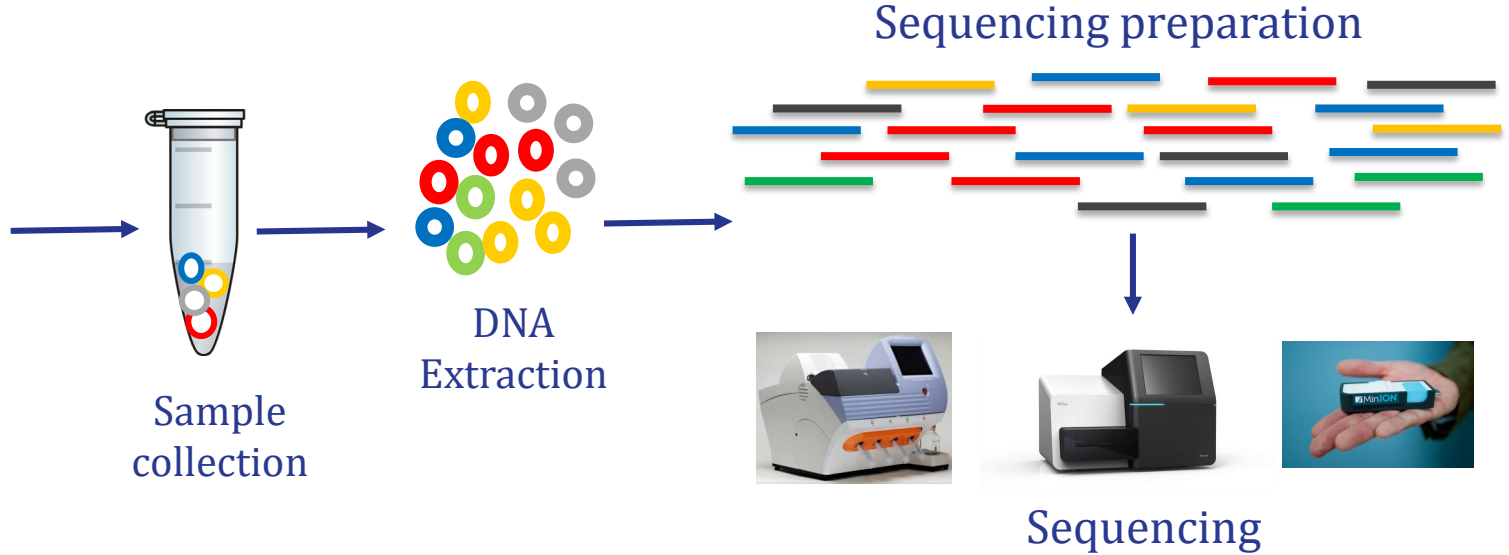 Sequencing preparation
DNA
Extraction
Sample
collection
MinION
Sequencing